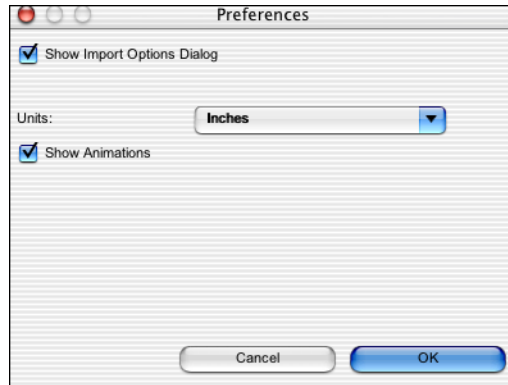 Preferences
Show Import Options Dialog
Units: Inches
Show Animations
Cancel OK